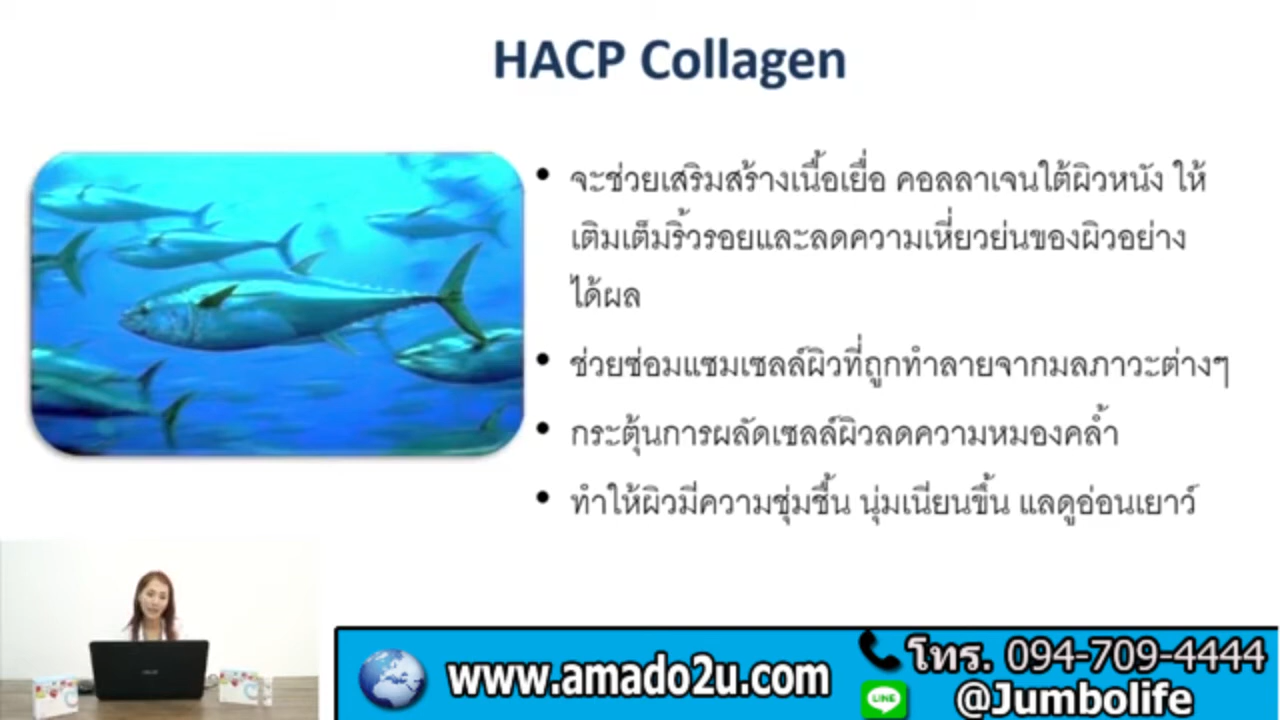 HACP Collagen
• จะช่วยเสริมสร้างเนื้อเยื่อ คอลลาเจนใต้ผิวหนัง ให้
เติมเต็มริ้วรอยและลดความเหี่ยวย่นของผิวอย่าง
ได้ผล
• ช่วยซ่อมแซมเซลล์ผิวที่ถูกทำลายจากมลภาวะต่างๆ
• กระตุ้นการผลัดเซลล์ผิวลดความหมองคล้ำ
• ทำให้ผิวมีความชุ่มชื้น นุ่มเนียนขึ้น แลดูอ่อนเยาว์
www.amado2u.com
โทร. 094-709-4444
LINE @Jumbolife